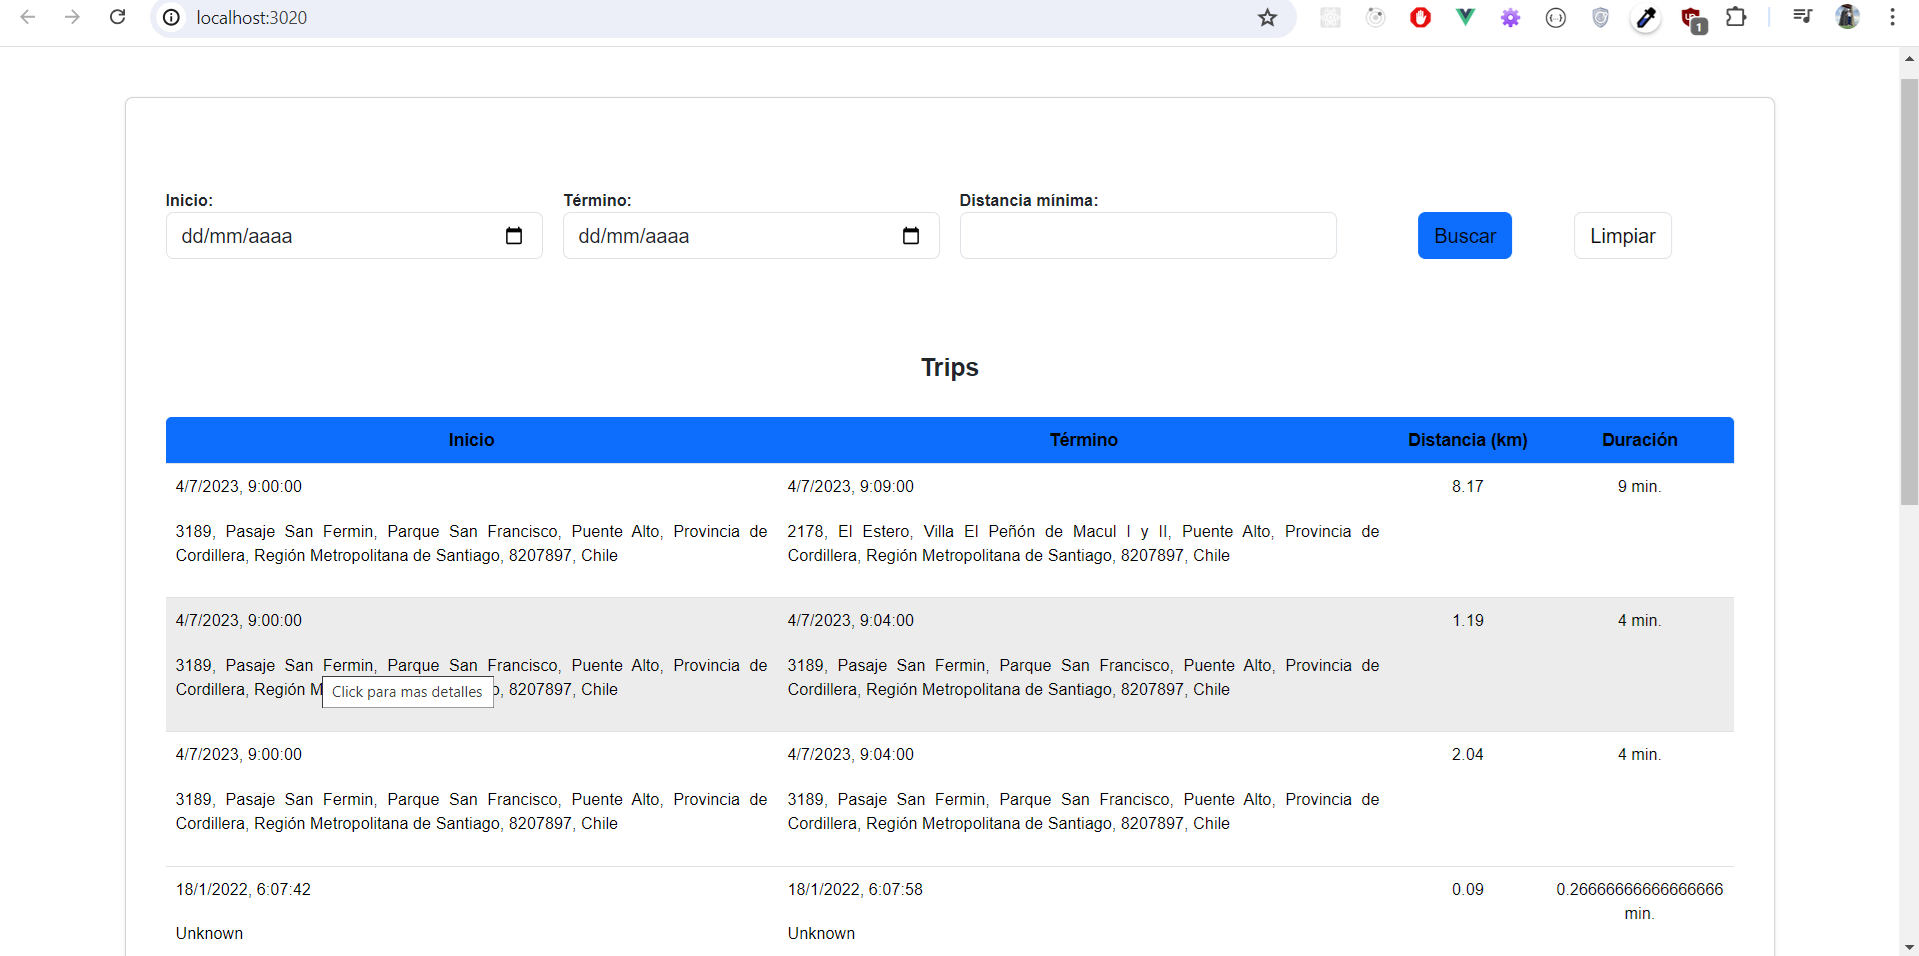 localhost:3020
1
Inicio:
Término:
Distancia mínima:
dd/mm/aaaa
dd/mm/aaaa
Buscar
Limpiar
Trips
Inicio
Término
Distancia (km)
Duración
4/7/2023, 9:00:00
4/7/2023, 9:09:00
8.17
9 min.
3189, Pasaje San Fermin, Parque San Francisco, Puente Alto, Provincia de
Cordillera, Región Metropolitana de Santiago, 8207897, Chile
2178, El Estero, Villa El Peñón de Macul I y II, Puente Alto, Provincia de
Cordillera, Región Metropolitana de Santiago, 8207897, Chile
4/7/2023, 9:00:00
4/7/2023, 9:04:00
1.19
4 min.
3189, Pasaje San Fermin, Parque San Francisco, Puente Alto, Provincia de
Cordillera, Región M
Click para mas detalles
o, 8207897, Chile
3189, Pasaje San Fermin, Parque San Francisco, Puente Alto, Provincia de
Cordillera, Región Metropolitana de Santiago, 8207897, Chile
4/7/2023, 9:00:00
4/7/2023, 9:04:00
2.04
4 min.
3189, Pasaje San Fermin, Parque San Francisco, Puente Alto, Provincia de
Cordillera, Región Metropolitana de Santiago, 8207897, Chile
3189, Pasaje San Fermin, Parque San Francisco, Puente Alto, Provincia de
Cordillera, Región Metropolitana de Santiago, 8207897, Chile
18/1/2022, 6:07:42
18/1/2022, 6:07:58
0.09
0.26666666666666666
min.
Unknown
Unknown